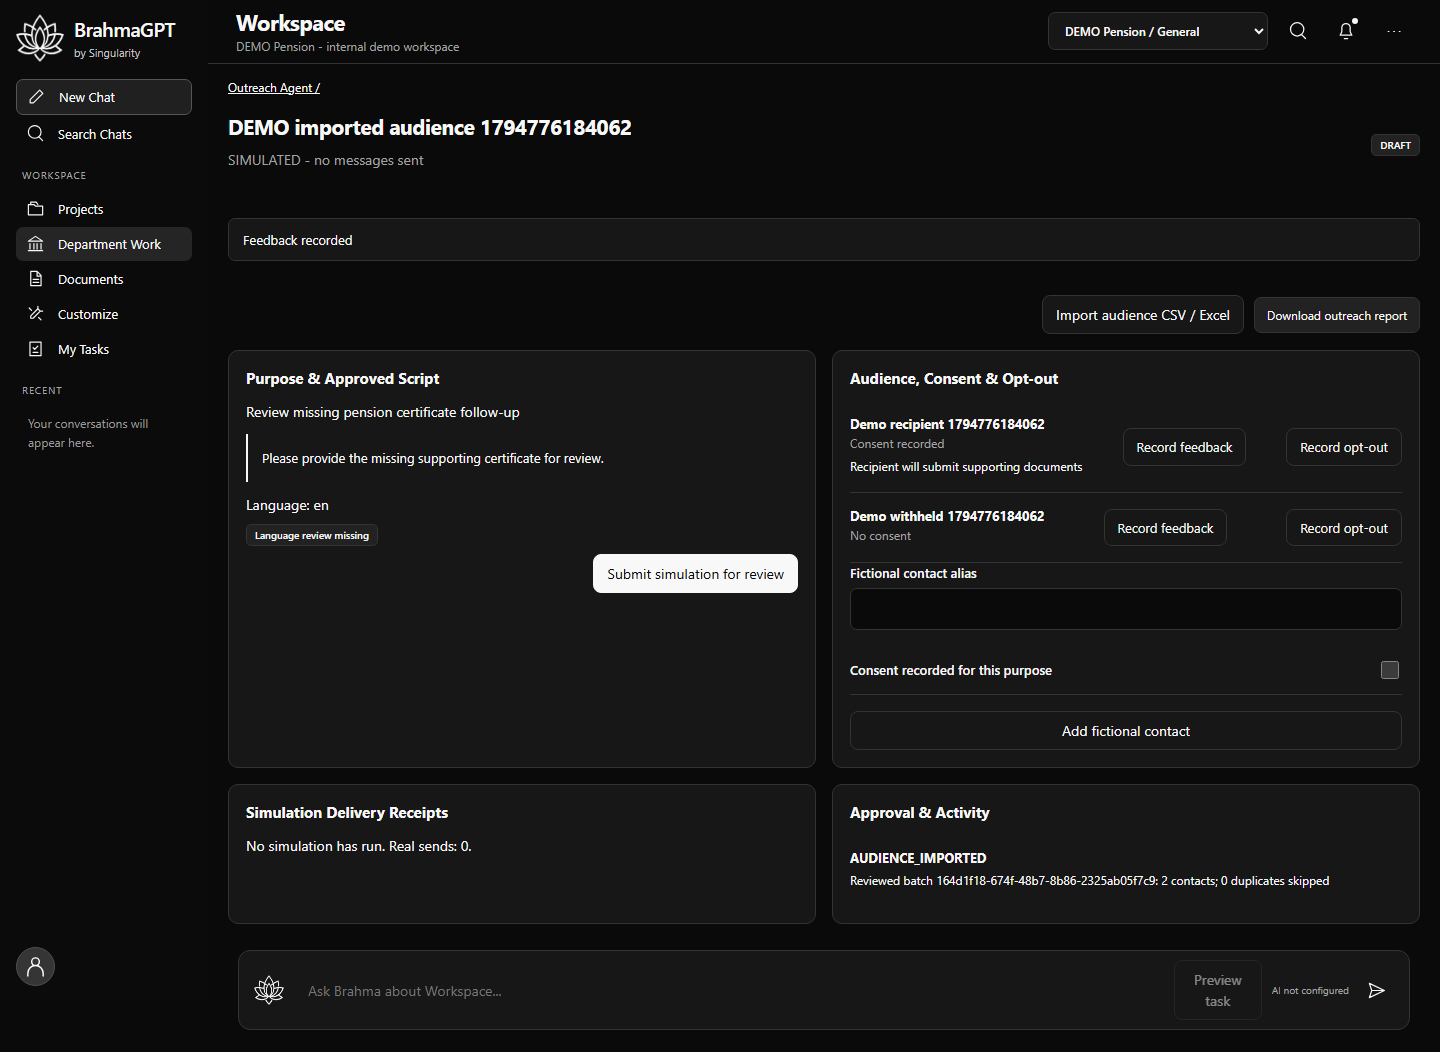 BrahmaGPT
by Singularity
New Chat
Search Chats
WORKSPACE
Projects
Department Work
Documents
Customize
My Tasks
RECENT
Your conversations will
appear here.
Workspace
DEMO Pension - internal demo workspace
DEMO Pension / General
...
Outreach Agent /
DEMO imported audience 1794776184062
SIMULATED - no messages sent
DRAFT
Feedback recorded
Import audience CSV / Excel
Download outreach report
Purpose & Approved Script
Review missing pension certificate follow-up
Please provide the missing supporting certificate for review.
Language: en
Language review missing
Submit simulation for review
Audience, Consent & Opt-out
Demo recipient 1794776184062
Consent recorded
Recipient will submit supporting documents
Record feedback
Record opt-out
Demo withheld 1794776184062
No consent
Record feedback
Record opt-out
Fictional contact alias
Consent recorded for this purpose
Add fictional contact
Simulation Delivery Receipts
No simulation has run. Real sends: 0.
Approval & Activity
AUDIENCE_IMPORTED
Reviewed batch 164d1f18-674f-48b7-8b86-2325ab05f7c9: 2 contacts; 0 duplicates skipped
Ask Brahma about Workspace...
Preview
task
AI not configured